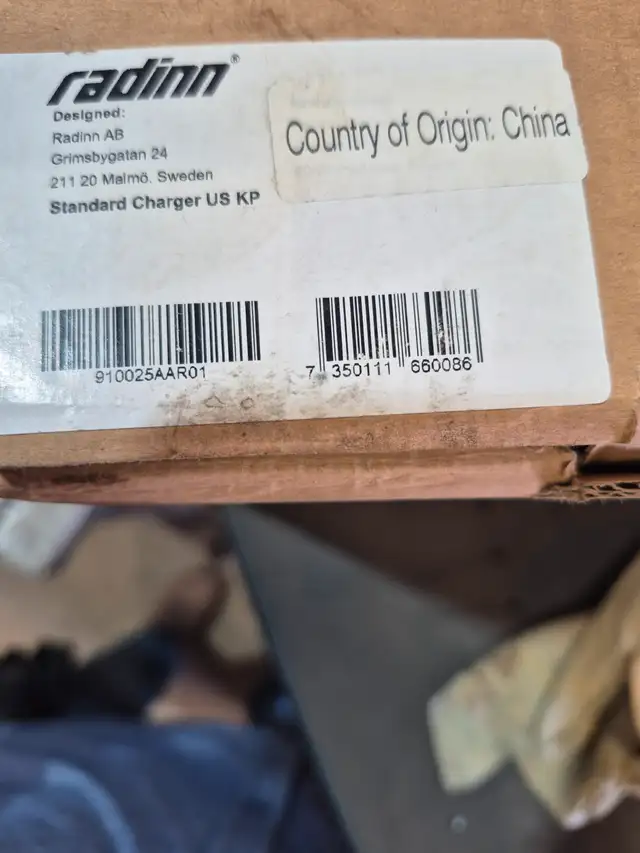 radinn®
Designed:
Radinn AB
Grimsbygatan 24
211 20 Malmö. Sweden
Standard Charger US KP
Country of Origin: China
910025AAR01
7 350111 660086